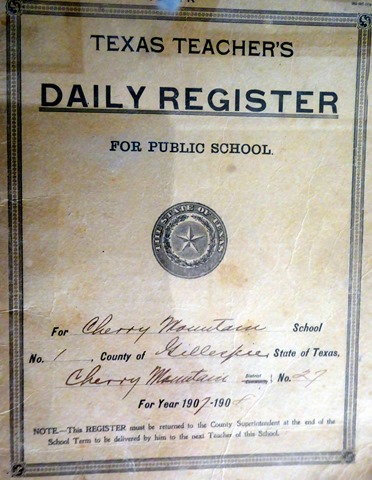 TEXAS TEACHER'S
DAILY REGISTER
FOR PUBLIC SCHOOL.
THE STATE OF TEXAS
For Cherry Mountain School
No. 1, County of Gillespie, State of Texas,
Cherry Mountain District No. 27
For Year 1907-1908
NOTE.—This REGISTER must be returned to the County Superintendent at the end of the
School Term to be delivered by him to the next Teacher of this School.